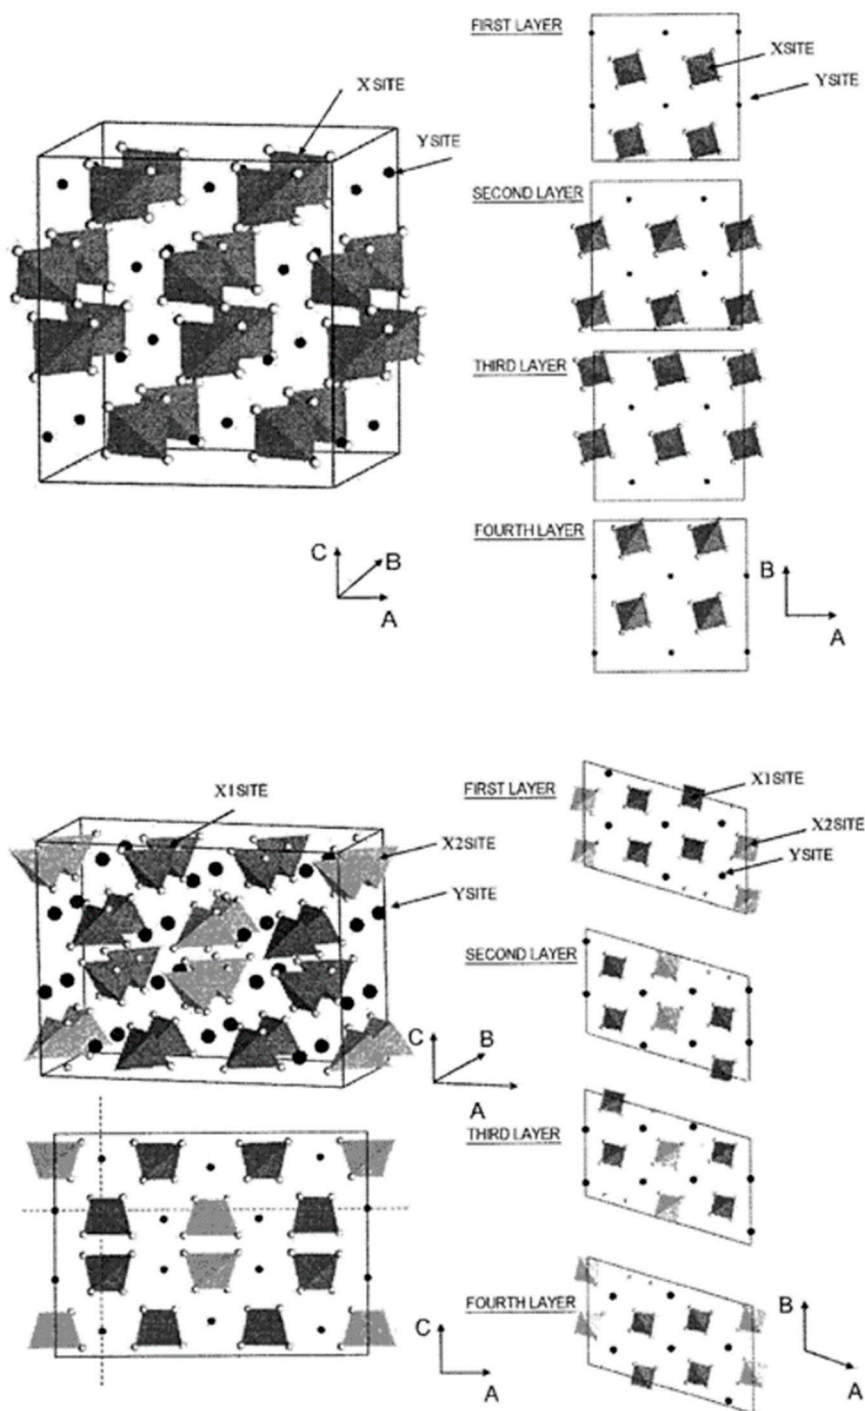 FIRST LAYER
XSITE
YSITE
X SITE
YSITE
SECOND LAYER
THIRD LAYER
FOURTH LAYER
C
B
A
B
A
X1SITE
X2SITE
YSITE
FIRST LAYER
X1SITE
X2SITE
YSITE
SECOND LAYER
C
B
A
THIRD LAYER
FOURTH LAYER
C
A
B
A